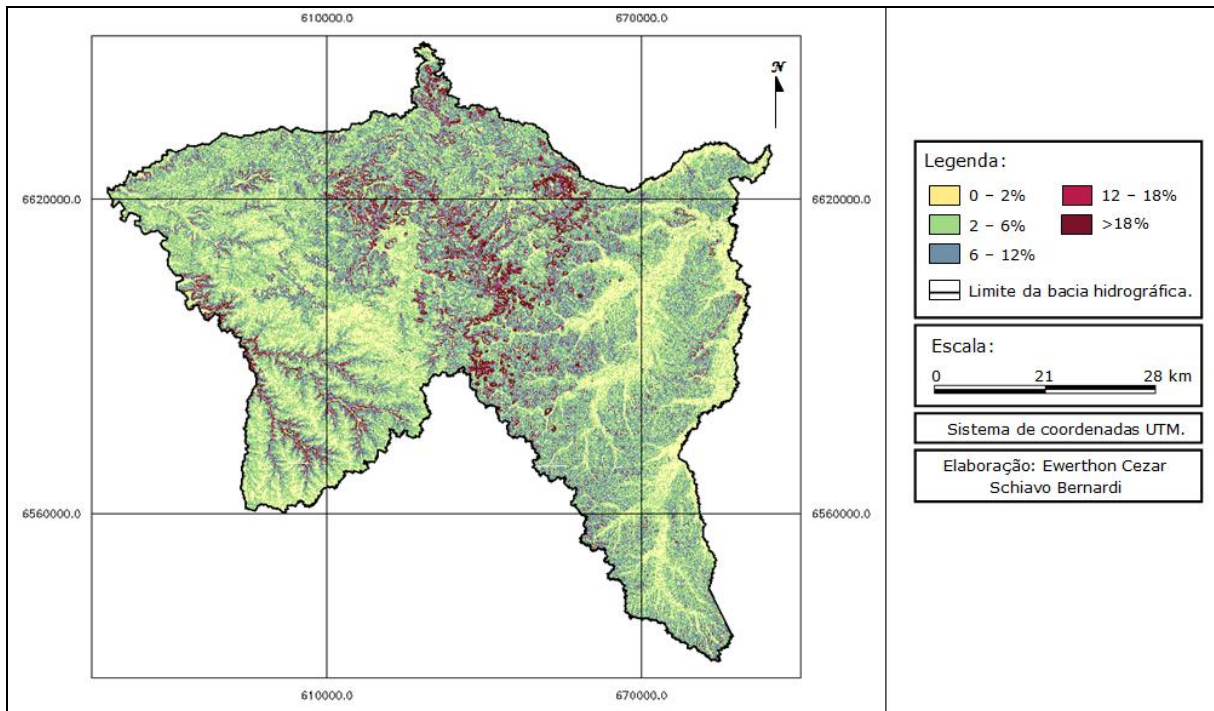 610000.0 670000.0
N
6620000.0 6620000.0
6560000.0 6560000.0
610000.0 670000.0
Legenda:
0 - 2% 12 - 18%
2 - 6% >18%
6 - 12%
Limite da bacia hidrográfica.
Escala:
0 21 28 km
Sistema de coordenadas UTM.
Elaboração: Ewerthon Cezar
Schiavo Bernardi